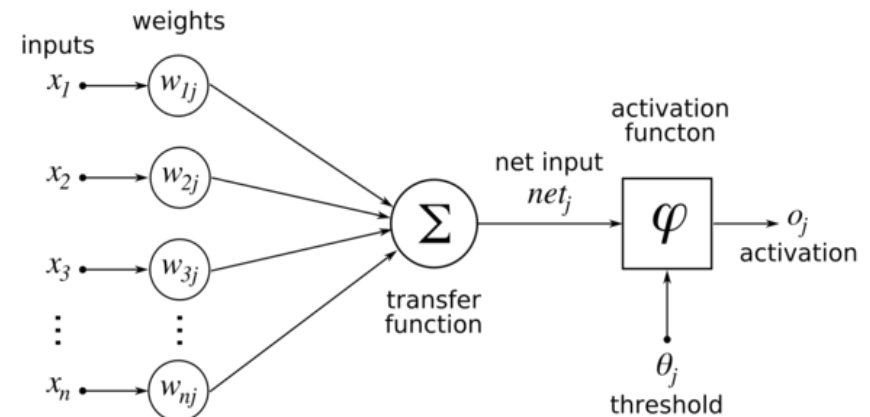 weights
inputs
x₁
w₁ⱼ
x₂
w₂ⱼ
x₃
w₃ⱼ
⋮
⋮
xₙ
wₙⱼ
Σ
transfer
function
net input
netⱼ
activation
functon
φ
oⱼ
activation
θⱼ
threshold